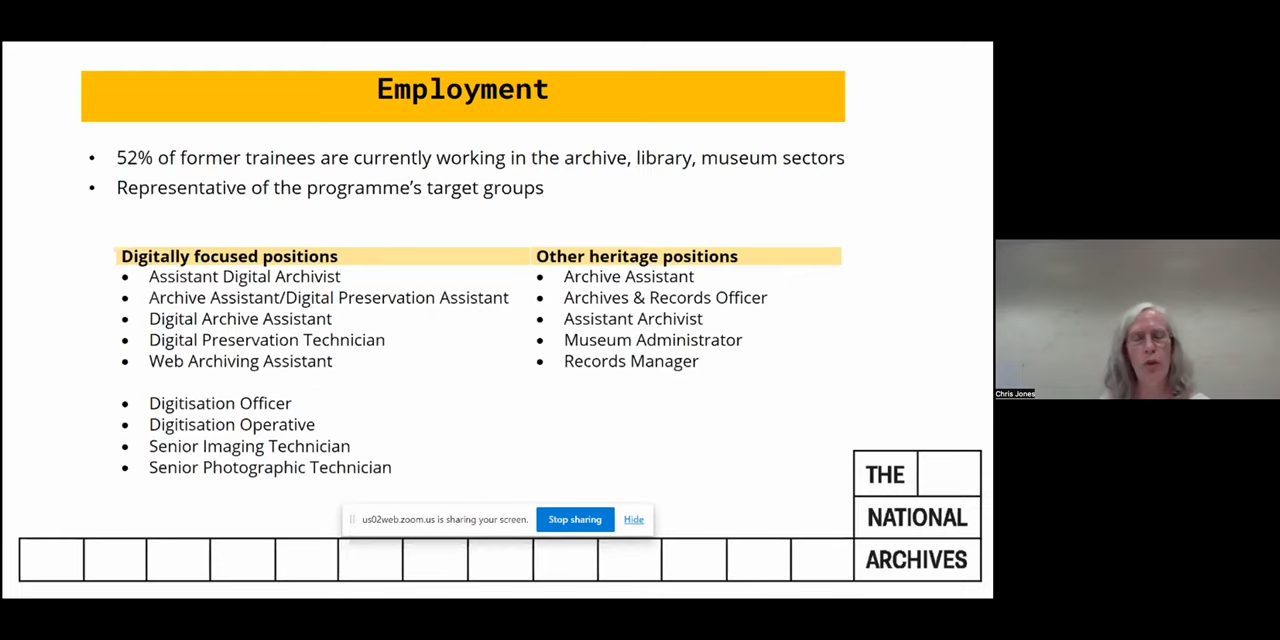 Employment
• 52% of former trainees are currently working in the archive, library, museum sectors
• Representative of the programme’s target groups
Digitally focused positions
• Assistant Digital Archivist
• Archive Assistant/Digital Preservation Assistant
• Digital Archive Assistant
• Digital Preservation Technician
• Web Archiving Assistant
• Digitisation Officer
• Digitisation Operative
• Senior Imaging Technician
• Senior Photographic Technician
Other heritage positions
• Archive Assistant
• Archives & Records Officer
• Assistant Archivist
• Museum Administrator
• Records Manager
us02web.zoom.us is sharing your screen. Stop sharing Hide
THE
NATIONAL
ARCHIVES
Chris Jones